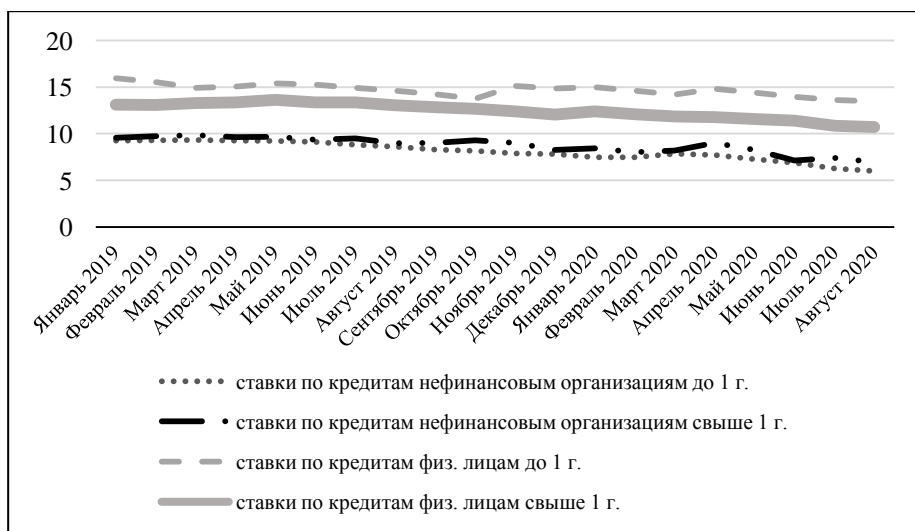 20
15
10
5
0
Январь 2019
Февраль 2019
Март 2019
Апрель 2019
Май 2019
Июнь 2019
Июль 2019
Август 2019
Сентябрь 2019
Октябрь 2019
Ноябрь 2019
Декабрь 2019
Январь 2020
Февраль 2020
Март 2020
Апрель 2020
Май 2020
Июнь 2020
Июль 2020
Август 2020
ставки по кредитам нефинансовым организациям до 1 г.
ставки по кредитам нефинансовым организациям свыше 1 г.
ставки по кредитам физ. лицам до 1 г.
ставки по кредитам физ. лицам свыше 1 г.